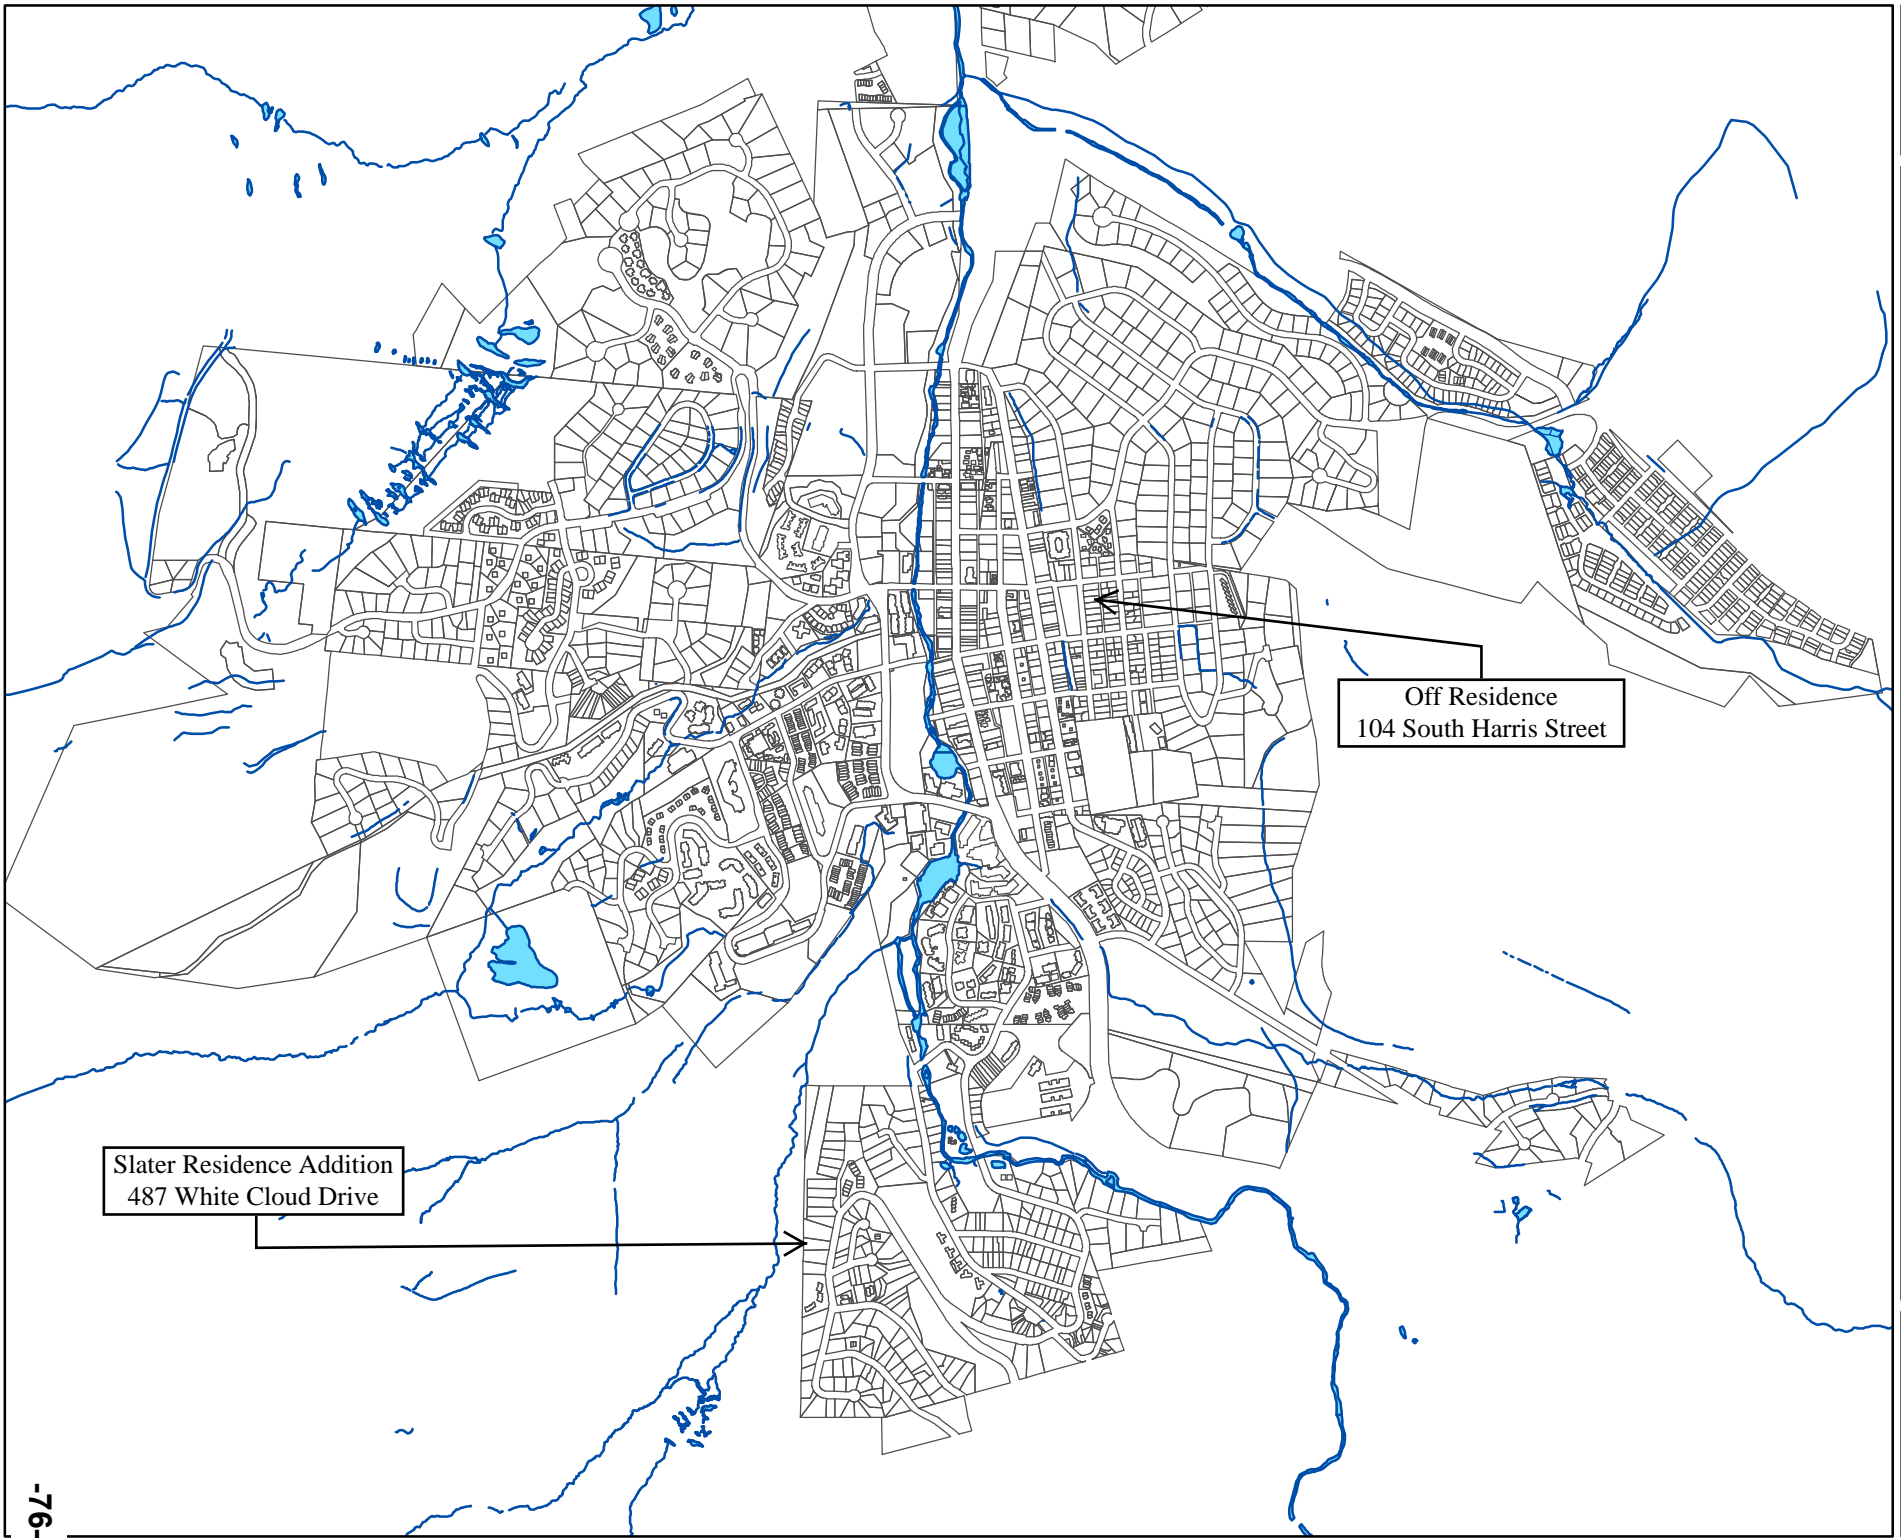 Off Residence
104 South Harris Street
Slater Residence Addition
487 White Cloud Drive
-76-